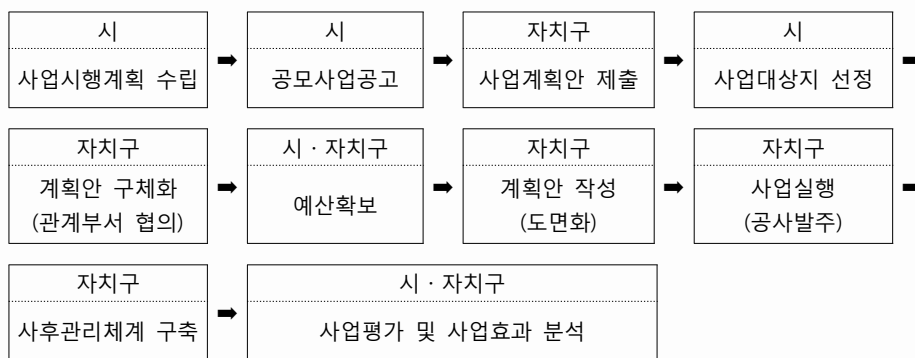 시
사업시행계획 수립
➡
시
공모사업공고
➡
자치구
사업계획안 제출
➡
시
사업대상지 선정
➡
자치구
계획안 구체화
(관계부서 협의)
➡
시 · 자치구
예산확보
➡
자치구
계획안 작성
(도면화)
➡
자치구
사업실행
(공사발주)
➡
자치구
사후관리체계 구축
➡
시 · 자치구
사업평가 및 사업효과 분석